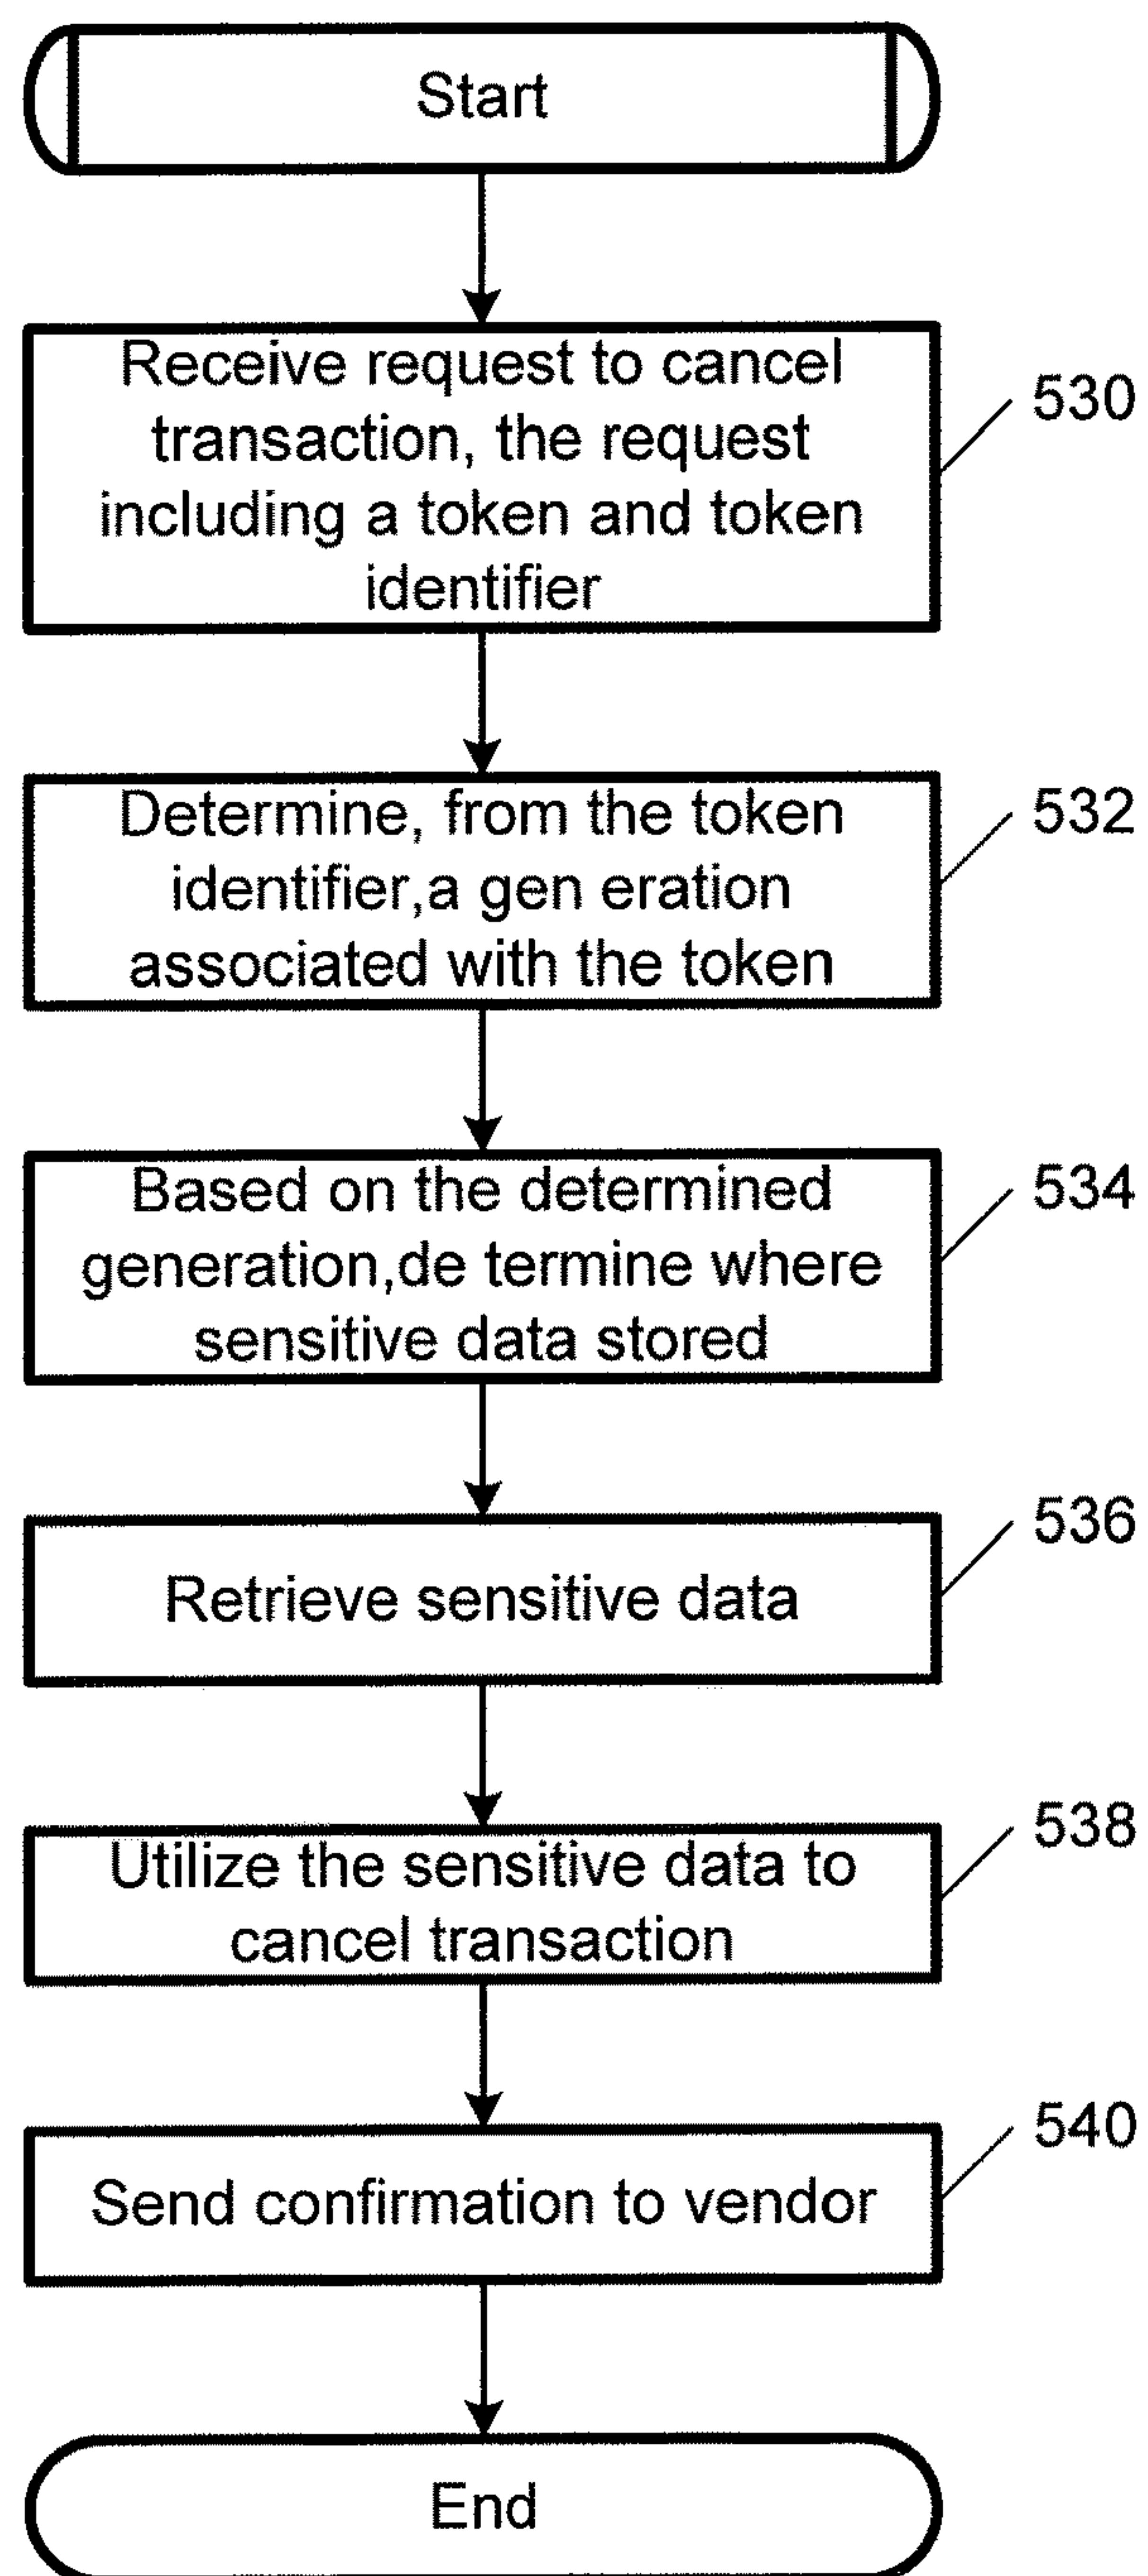 Start
Receive request to cancel
transaction, the request
including a token and token
identifier
530
Determine, from the token
identifier,a gen eration
associated with the token
532
Based on the determined
generation,de termine where
sensitive data stored
534
Retrieve sensitive data
536
Utilize the sensitive data to
cancel transaction
538
Send confirmation to vendor
540
End